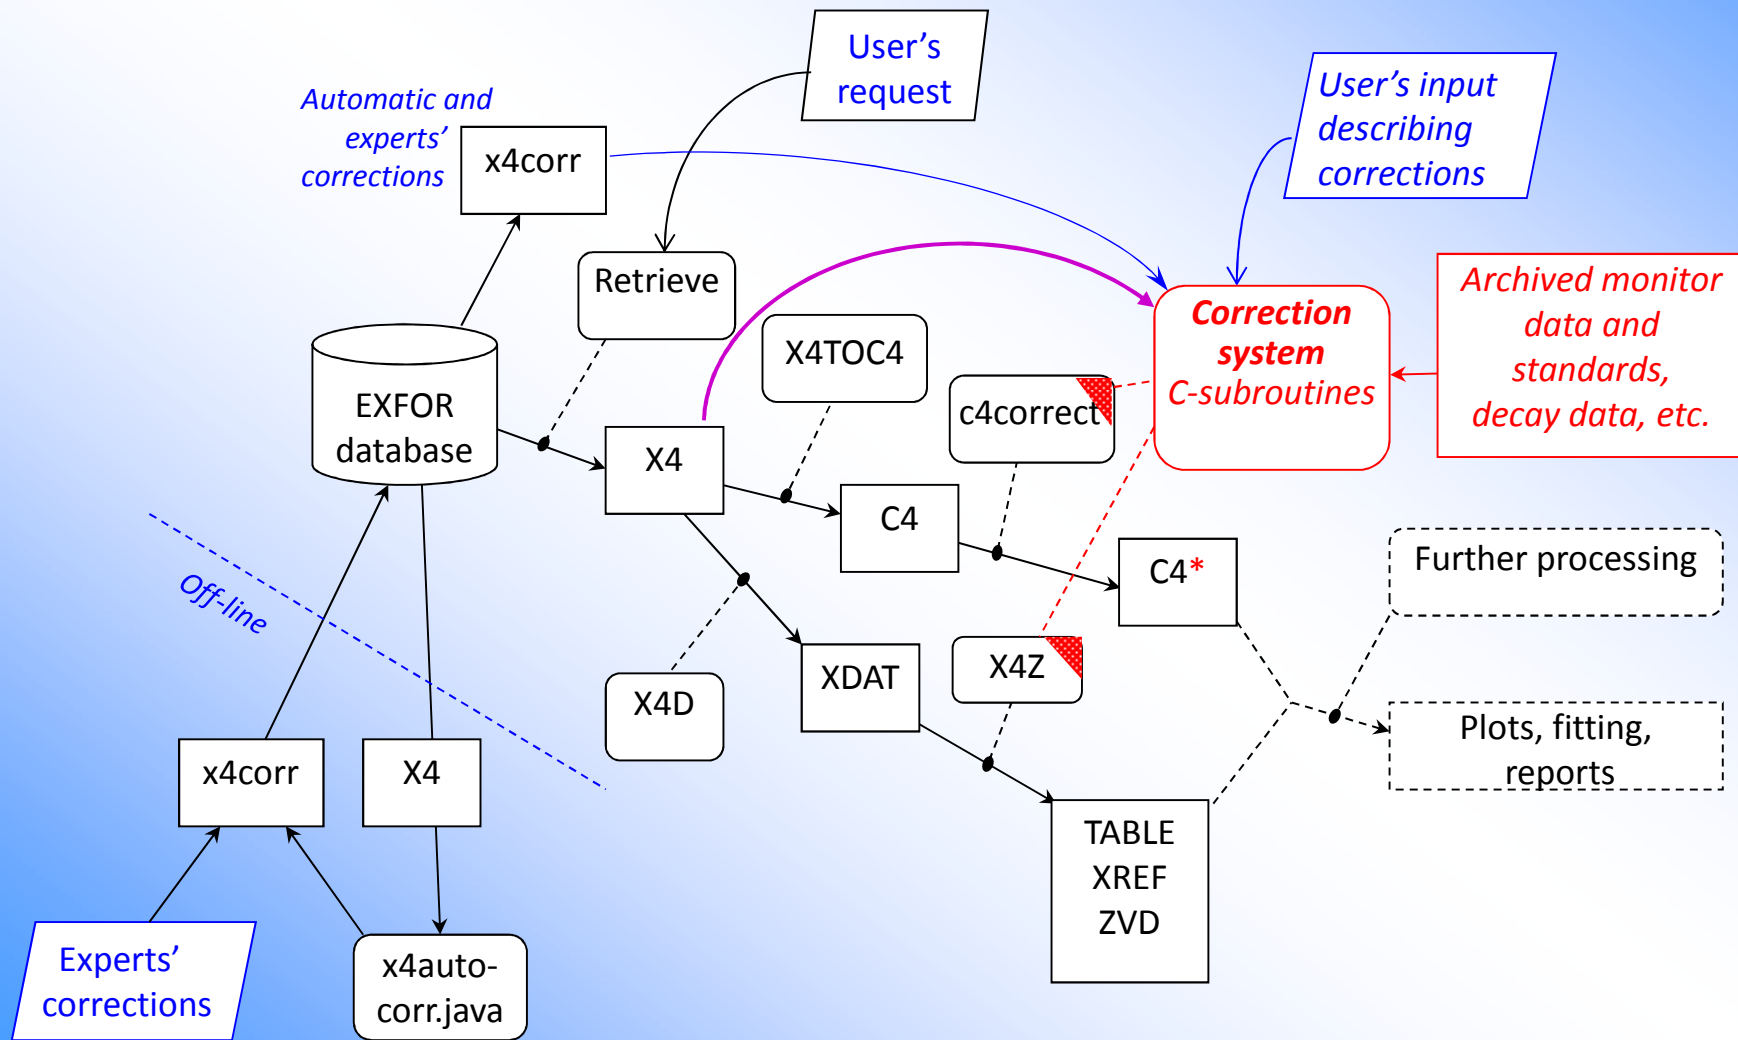 User’s
request
User’s input
describing
corrections
Automatic and
experts’
corrections
x4corr
Retrieve
Archived monitor
data and
standards,
decay data, etc.
Correction
system
C-subroutines
X4TOC4
EXFOR
database
c4correct
X4
C4
C4*
Further processing
Off-line
X4D
XDAT
X4Z
Plots, fitting,
reports
x4corr
X4
TABLE
XREF
ZVD
Experts’
corrections
x4auto-
corr.java